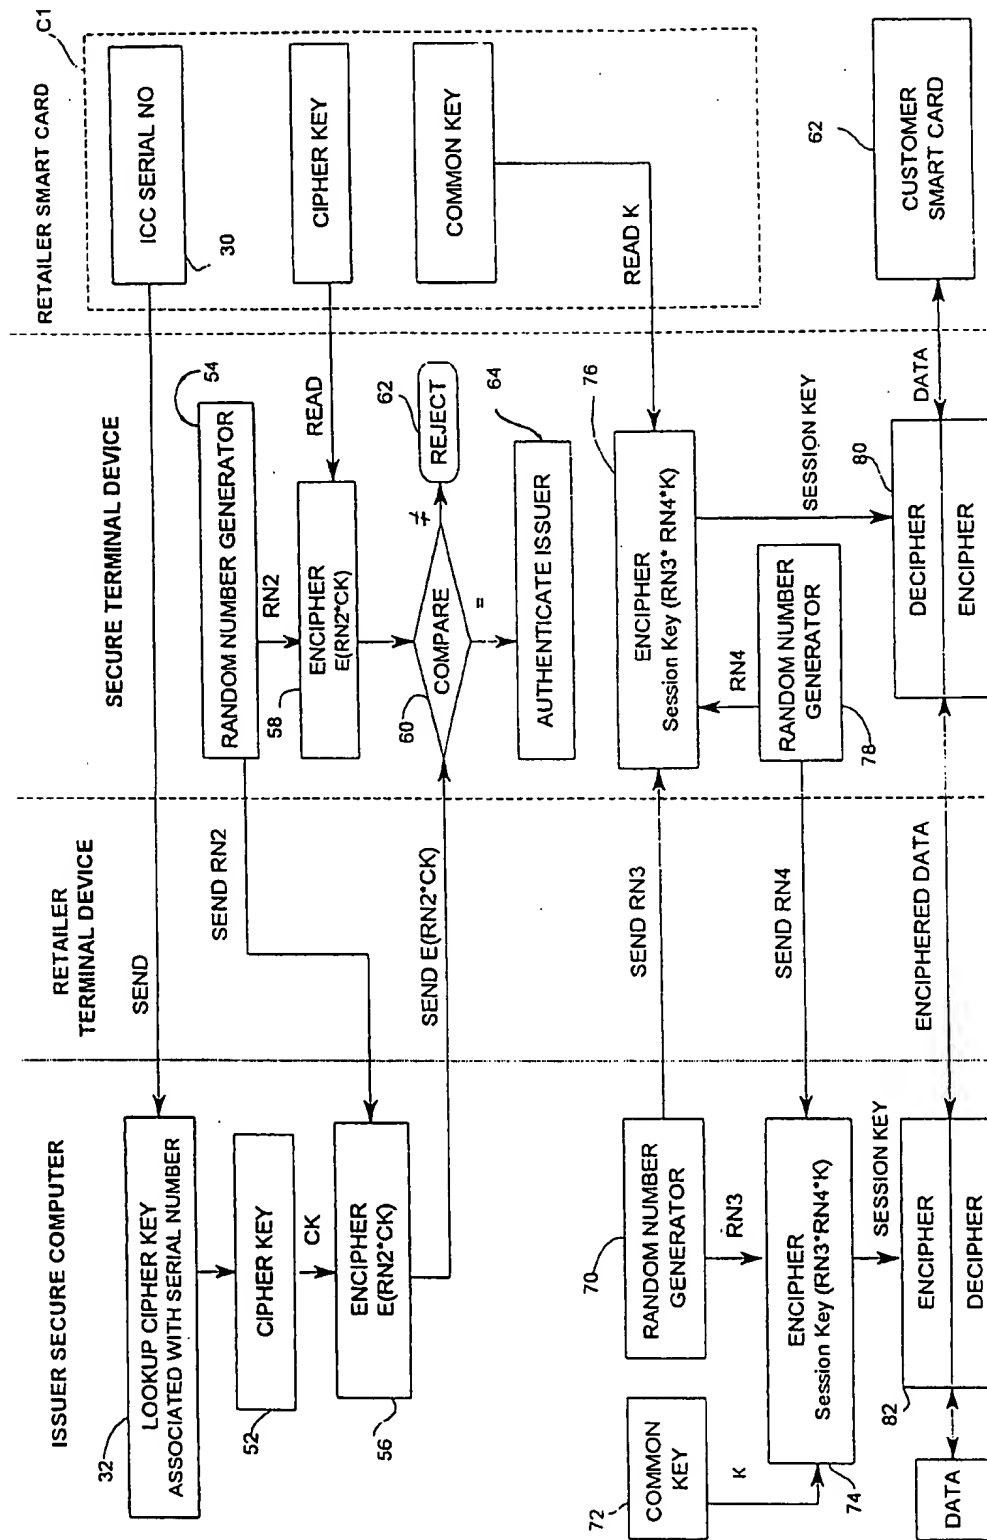 ISSUER SECURE COMPUTER
RETAILER
TERMINAL DEVICE
SECURE TERMINAL DEVICE
RETAILER SMART CARD
C1
32
LOOKUP CIPHER KEY
ASSOCIATED WITH SERIAL NUMBER
SEND
ICC SERIAL NO
30
52
CIPHER KEY
CK
SEND RN2
54
RANDOM NUMBER GENERATOR
RN2
READ
CIPHER KEY
56
ENCIPHER
E(RN2*CK)
58
ENCIPHER
E(RN2*CK)
SEND E(RN2*CK)
60
COMPARE
≠
62
REJECT
=
64
AUTHENTICATE ISSUER
COMMON KEY
READ K
70
RANDOM NUMBER
GENERATOR
RN3
SEND RN3
76
ENCIPHER
Session Key (RN3* RN4*K)
72
COMMON
KEY
K
74
ENCIPHER
Session Key (RN3*RN4*K)
SEND RN4
RN4
78
RANDOM NUMBER
GENERATOR
SESSION KEY
SESSION KEY
82
ENCIPHER
DECIPHER
DATA
ENCIPHERED DATA
80
DECIPHER
ENCIPHER
DATA
62
CUSTOMER
SMART CARD